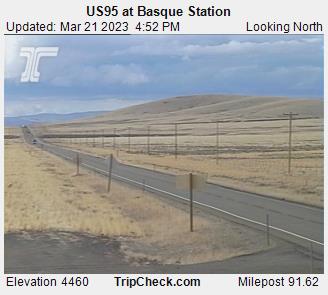 US95 at Basque Station
Updated: Mar 21 2023 4:52 PM Looking North
Elevation 4460 TripCheck.com Milepost 91.62